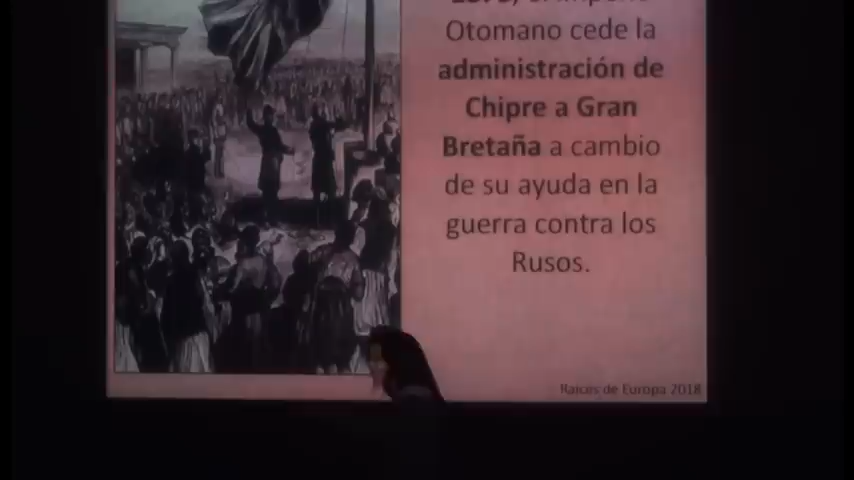 Otomano cede la
administración de
Chipre a Gran
Bretaña a cambio
de su ayuda en la
guerra contra los
Rusos.
Raíces de Europa 2018